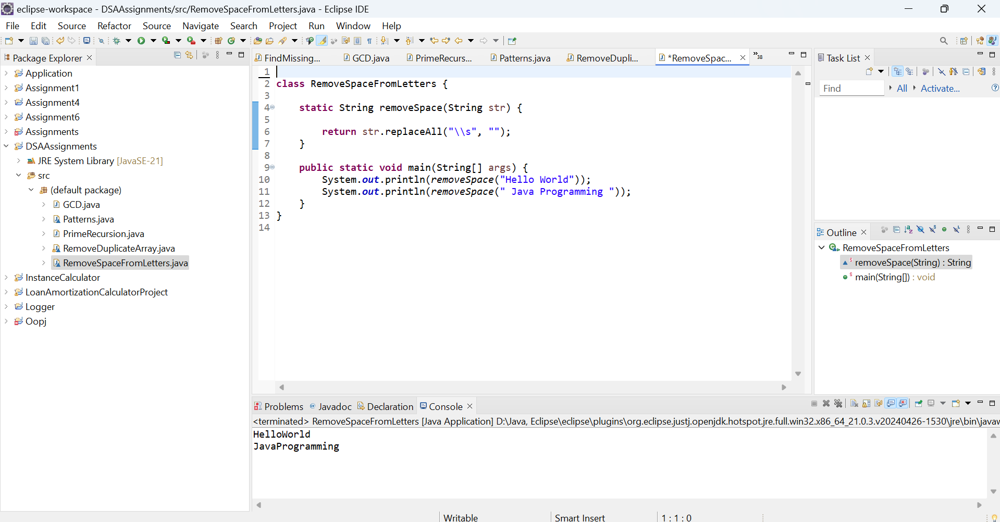 eclipse-workspace - DSAAssignments/src/RemoveSpaceFromLetters.java - Eclipse IDE
File Edit Source Refactor Source Navigate Search Project Run Window Help
Package Explorer
Application
Assignment1
Assignment4
Assignment6
Assignments
DSAAssignments
JRE System Library [JavaSE-21]
src
(default package)
GCD.java
Patterns.java
PrimeRecursion.java
RemoveDuplicateArray.java
RemoveSpaceFromLetters.java
InstanceCalculator
LoanAmortizationCalculatorProject
Logger
Oopj
FindMissing... GCD.java PrimeRecurs... Patterns.java RemoveDupli... *RemoveSpac... »38
1
2 class RemoveSpaceFromLetters {
3
4 static String removeSpace(String str) {
5
6 return str.replaceAll("\\s", "");
7 }
8
9 public static void main(String[] args) {
10 System.out.println(removeSpace("Hello World"));
11 System.out.println(removeSpace(" Java Programming "));
12 }
13 }
14
Task List
Find All Activate...
Outline
RemoveSpaceFromLetters
removeSpace(String) : String
main(String[]) : void
Problems Javadoc Declaration Console
<terminated> RemoveSpaceFromLetters [Java Application] D:\Java, Eclipse\eclipse\plugins\org.eclipse.justj.openjdk.hotspot.jre.full.win32.x86_64_21.0.3.v20240426-1530\jre\bin\javaw
HelloWorld
JavaProgramming
Writable Smart Insert 1 : 1 : 0